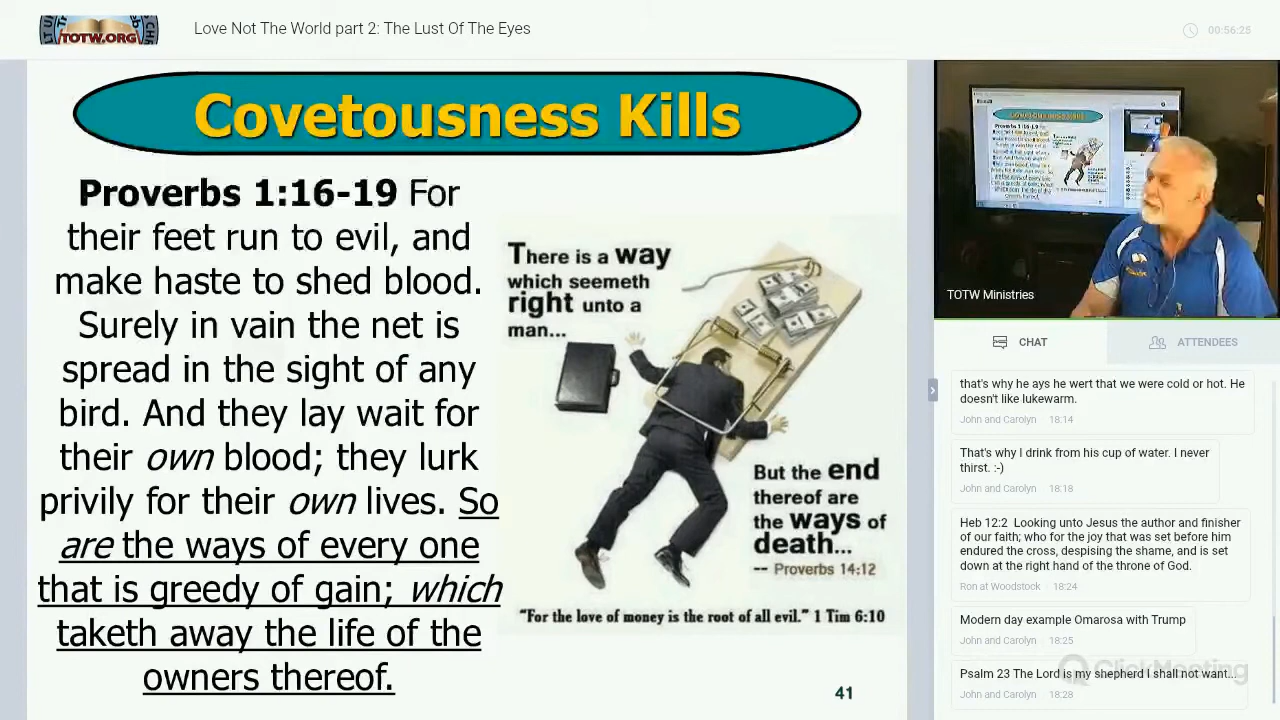 TOTW.ORG
Love Not The World part 2: The Lust Of The Eyes
00:56:25
Covetousness Kills
Proverbs 1:16-19 For
their feet run to evil, and
make haste to shed blood.
Surely in vain the net is
spread in the sight of any
bird. And they lay wait for
their own blood; they lurk
privily for their own lives. So
are the ways of every one
that is greedy of gain; which
taketh away the life of the
owners thereof.
There is a way
which seemeth
right unto a
man...
But the end
thereof are
the ways of
death...
-- Proverbs 14:12
"For the love of money is the root of all evil." 1 Tim 6:10
41
TOTW Ministries
CHAT
ATTENDEES
that's why he ays he wert that we were cold or hot. He
doesn't like lukewarm.
John and Carolyn 18:14
That's why I drink from his cup of water. I never
thirst. :-)
John and Carolyn 18:18
Heb 12:2 Looking unto Jesus the author and finisher
of our faith; who for the joy that was set before him
endured the cross, despising the shame, and is set
down at the right hand of the throne of God.
Ron at Woodstock 18:24
Modern day example Omarosa with Trump
John and Carolyn 18:25
Psalm 23 The Lord is my shepherd I shall not want...
John and Carolyn 18:28
ClickMeeting